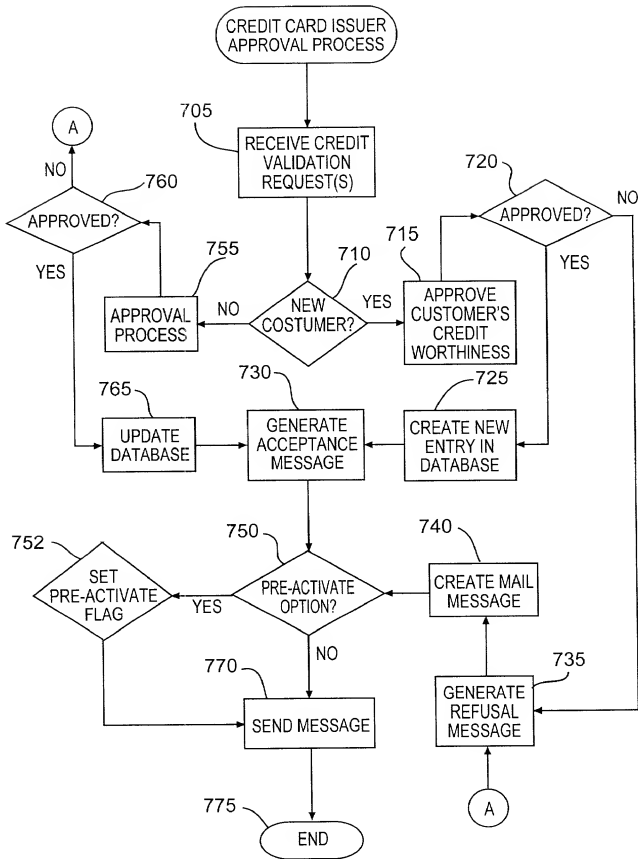 CREDIT CARD ISSUER
APPROVAL PROCESS
705
RECEIVE CREDIT
VALIDATION
REQUEST(S)
A
NO
760
APPROVED?
YES
720
APPROVED?
NO
YES
755
APPROVAL
PROCESS
NO
710
NEW
COSTUMER?
YES
715
APPROVE
CUSTOMER'S
CREDIT
WORTHINESS
765
UPDATE
DATABASE
730
GENERATE
ACCEPTANCE
MESSAGE
725
CREATE NEW
ENTRY IN
DATABASE
752
SET
PRE-ACTIVATE
FLAG
YES
750
PRE-ACTIVATE
OPTION?
NO
740
CREATE MAIL
MESSAGE
770
SEND MESSAGE
735
GENERATE
REFUSAL
MESSAGE
A
775
END